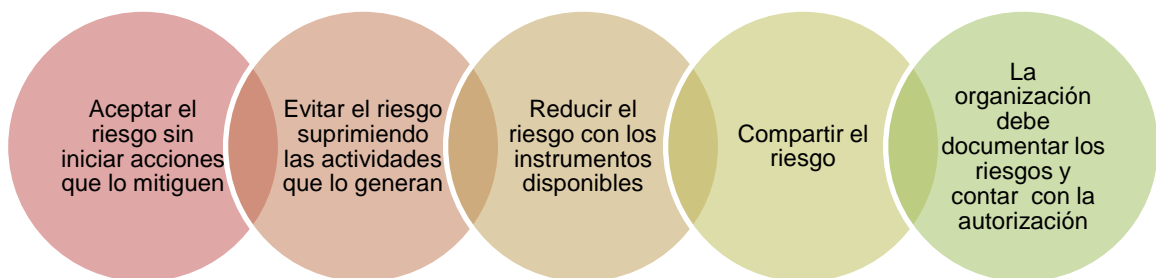 Aceptar el
riesgo sin
iniciar acciones
que lo mitiguen
Evitar el riesgo
suprimiendo
las actividades
que lo generan
Reducir el
riesgo con los
instrumentos
disponibles
Compartir el
riesgo
La
organización
debe
documentar los
riesgos y
contar con la
autorización